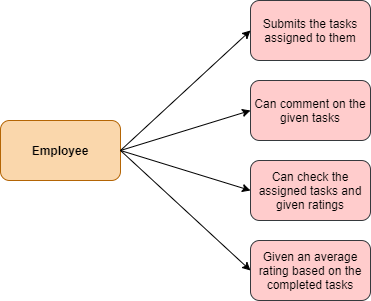 Submits the tasks
assigned to them
Can comment on the
given tasks
Employee
Can check the
assigned tasks and
given ratings
Given an average
rating based on the
completed tasks